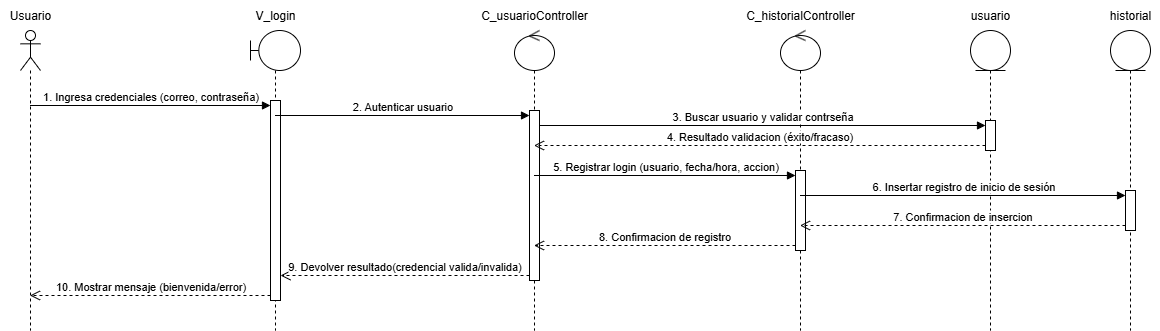 Usuario
V_login
C_usuarioController
C_historialController
usuario
historial
1. Ingresa credenciales (correo, contraseña)
2. Autenticar usuario
3. Buscar usuario y validar contrseña
4. Resultado validacion (éxito/fracaso)
5. Registrar login (usuario, fecha/hora, accion)
6. Insertar registro de inicio de sesión
7. Confirmacion de insercion
8. Confirmacion de registro
9. Devolver resultado(credencial valida/invalida)
10. Mostrar mensaje (bienvenida/error)